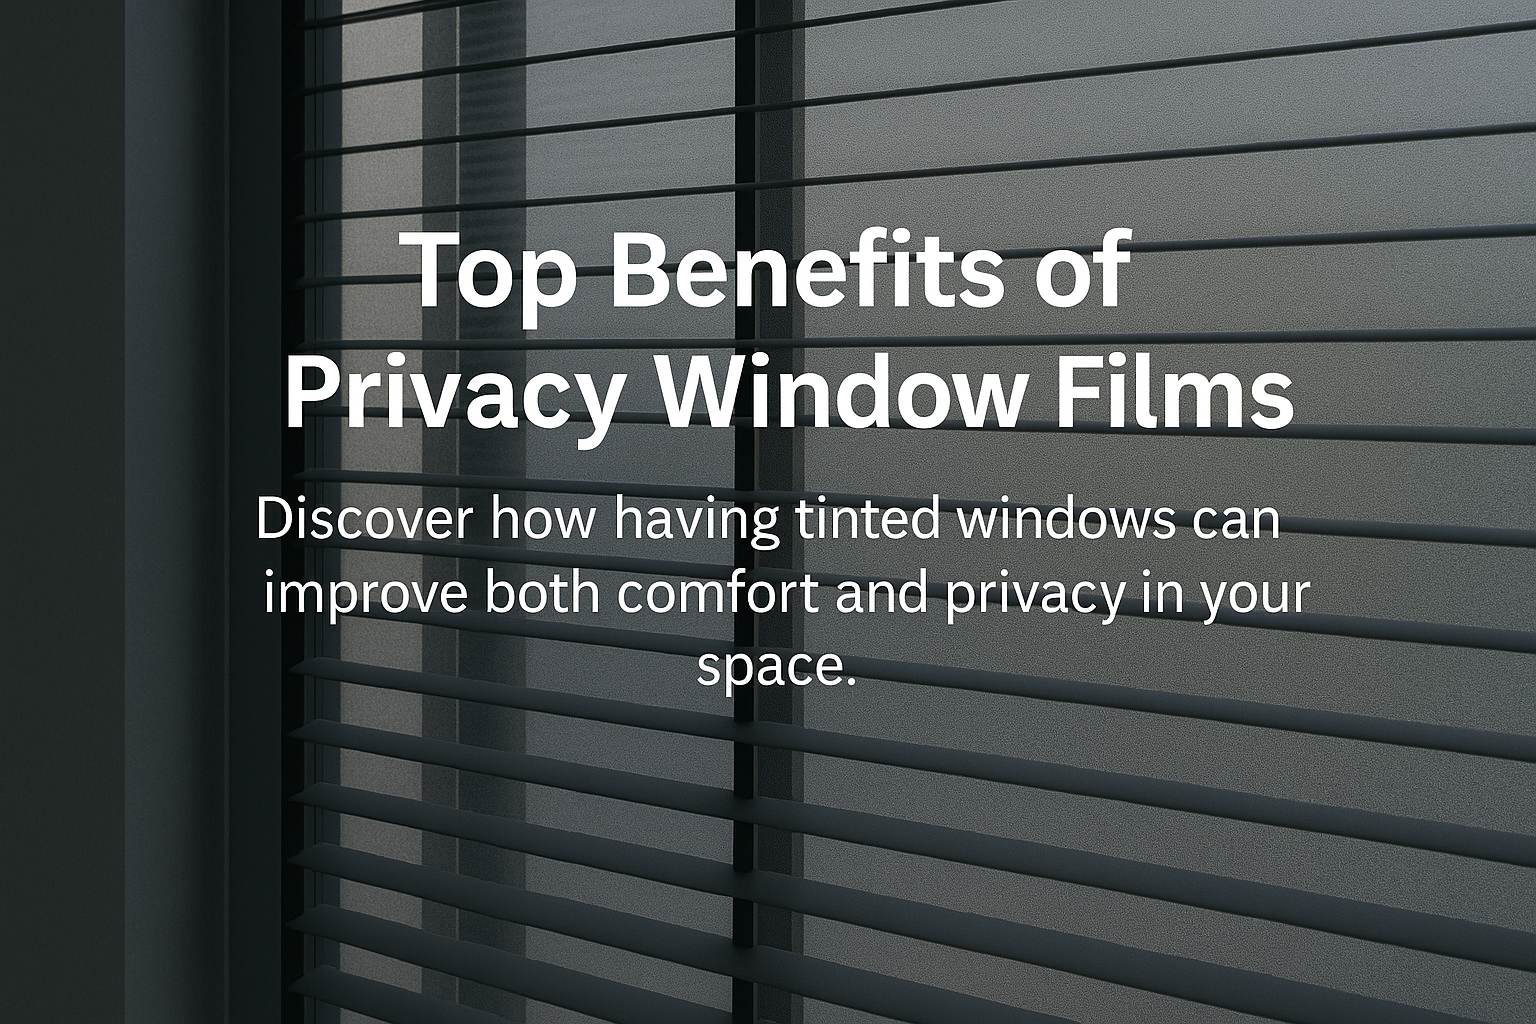 Top Benefits of
Privacy Window Films
Discover how having tinted windows can
improve both comfort and privacy in your
space.